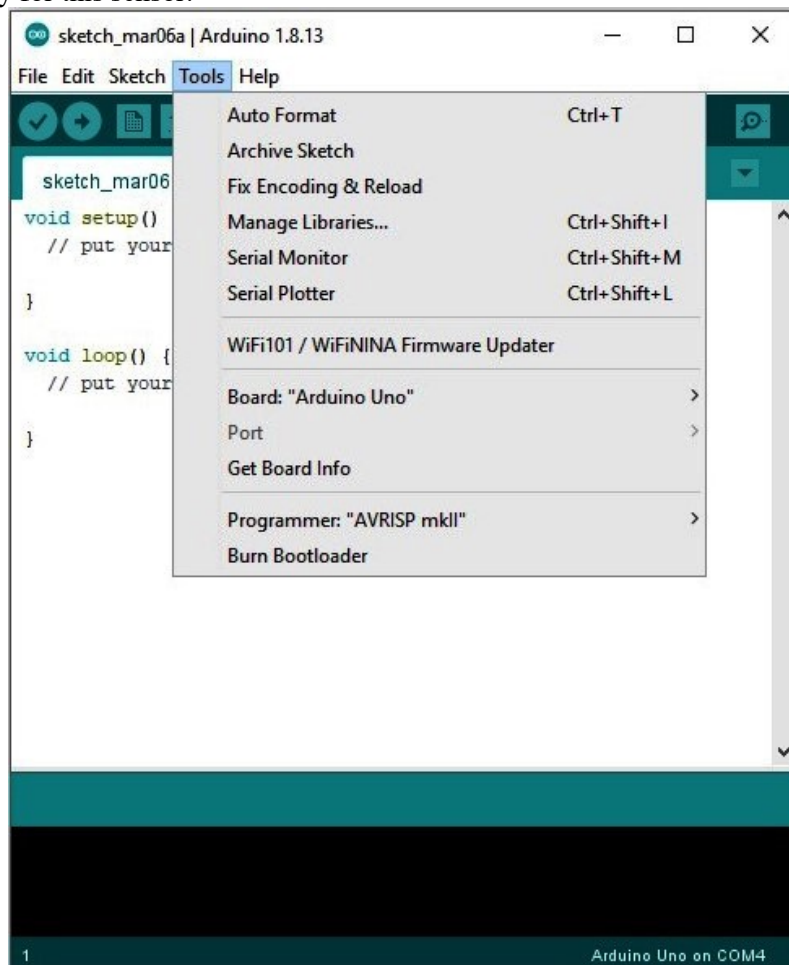 for this sensor.
sketch_mar06a | Arduino 1.8.13
File Edit Sketch Tools Help
Auto Format Ctrl+T
Archive Sketch
sketch_mar06
Fix Encoding & Reload
void setup()
Manage Libraries... Ctrl+Shift+I
// put your
Serial Monitor Ctrl+Shift+M
}
Serial Plotter Ctrl+Shift+L
WiFi101 / WiFiNINA Firmware Updater
void loop() {
// put your
Board: "Arduino Uno"
}
Port
Get Board Info
Programmer: "AVRISP mkII"
Burn Bootloader
1 Arduino Uno on COM4